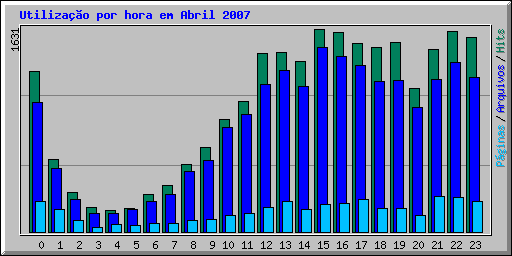 Utilização por hora em Abril 2007
1631
Páginas / Arquivos / Hits
0 1 2 3 4 5 6 7 8 9 10 11 12 13 14 15 16 17 18 19 20 21 22 23